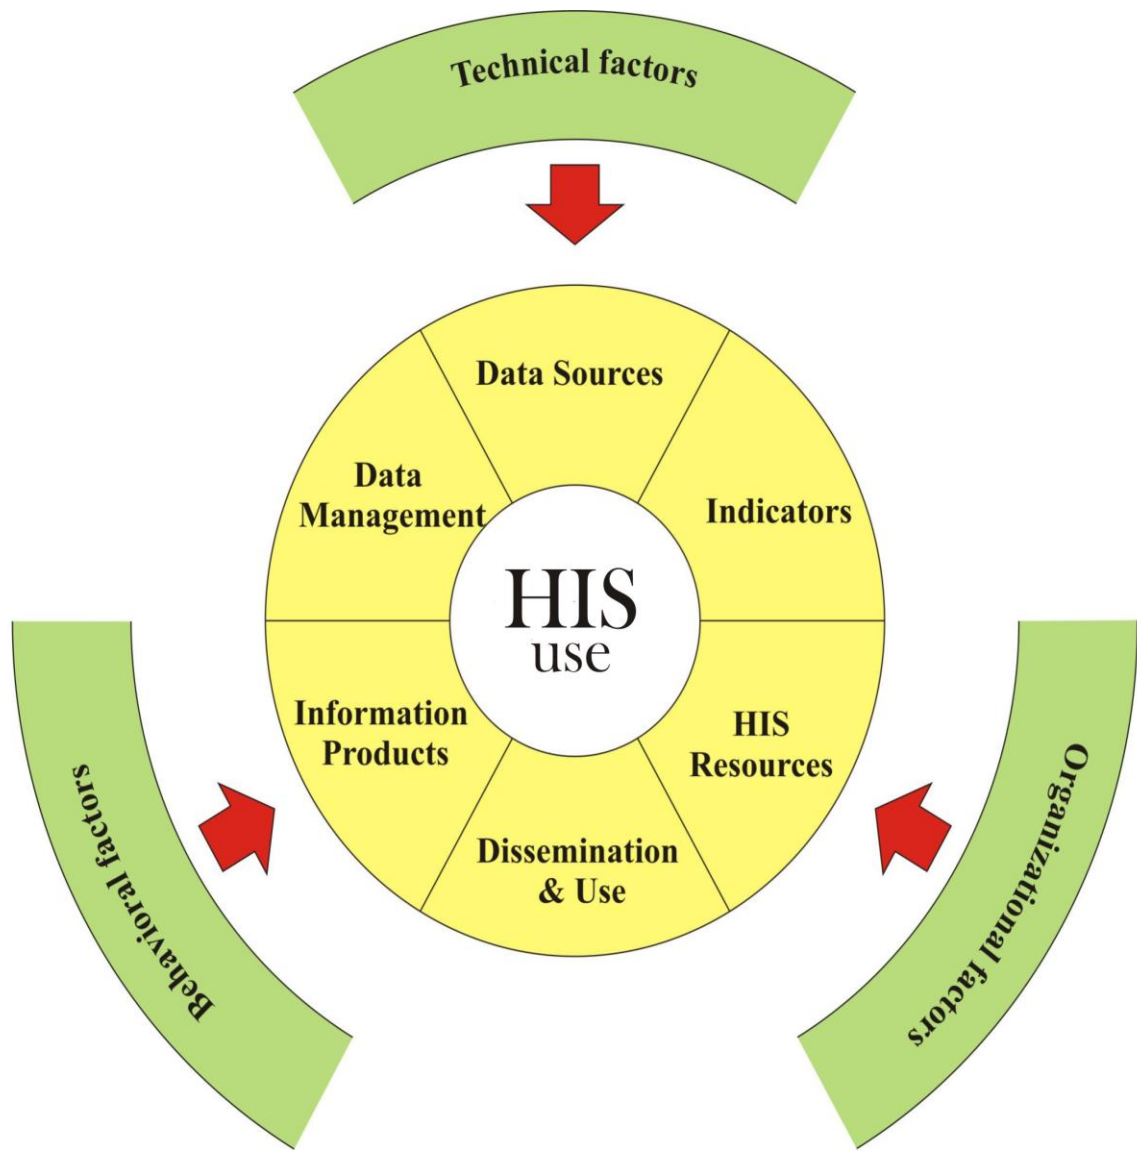 Technical factors
Data Sources
Data
Management
Indicators
HIS
use
Information
Products
HIS
Resources
Dissemination
& Use
Behavioral factors
Organizational factors